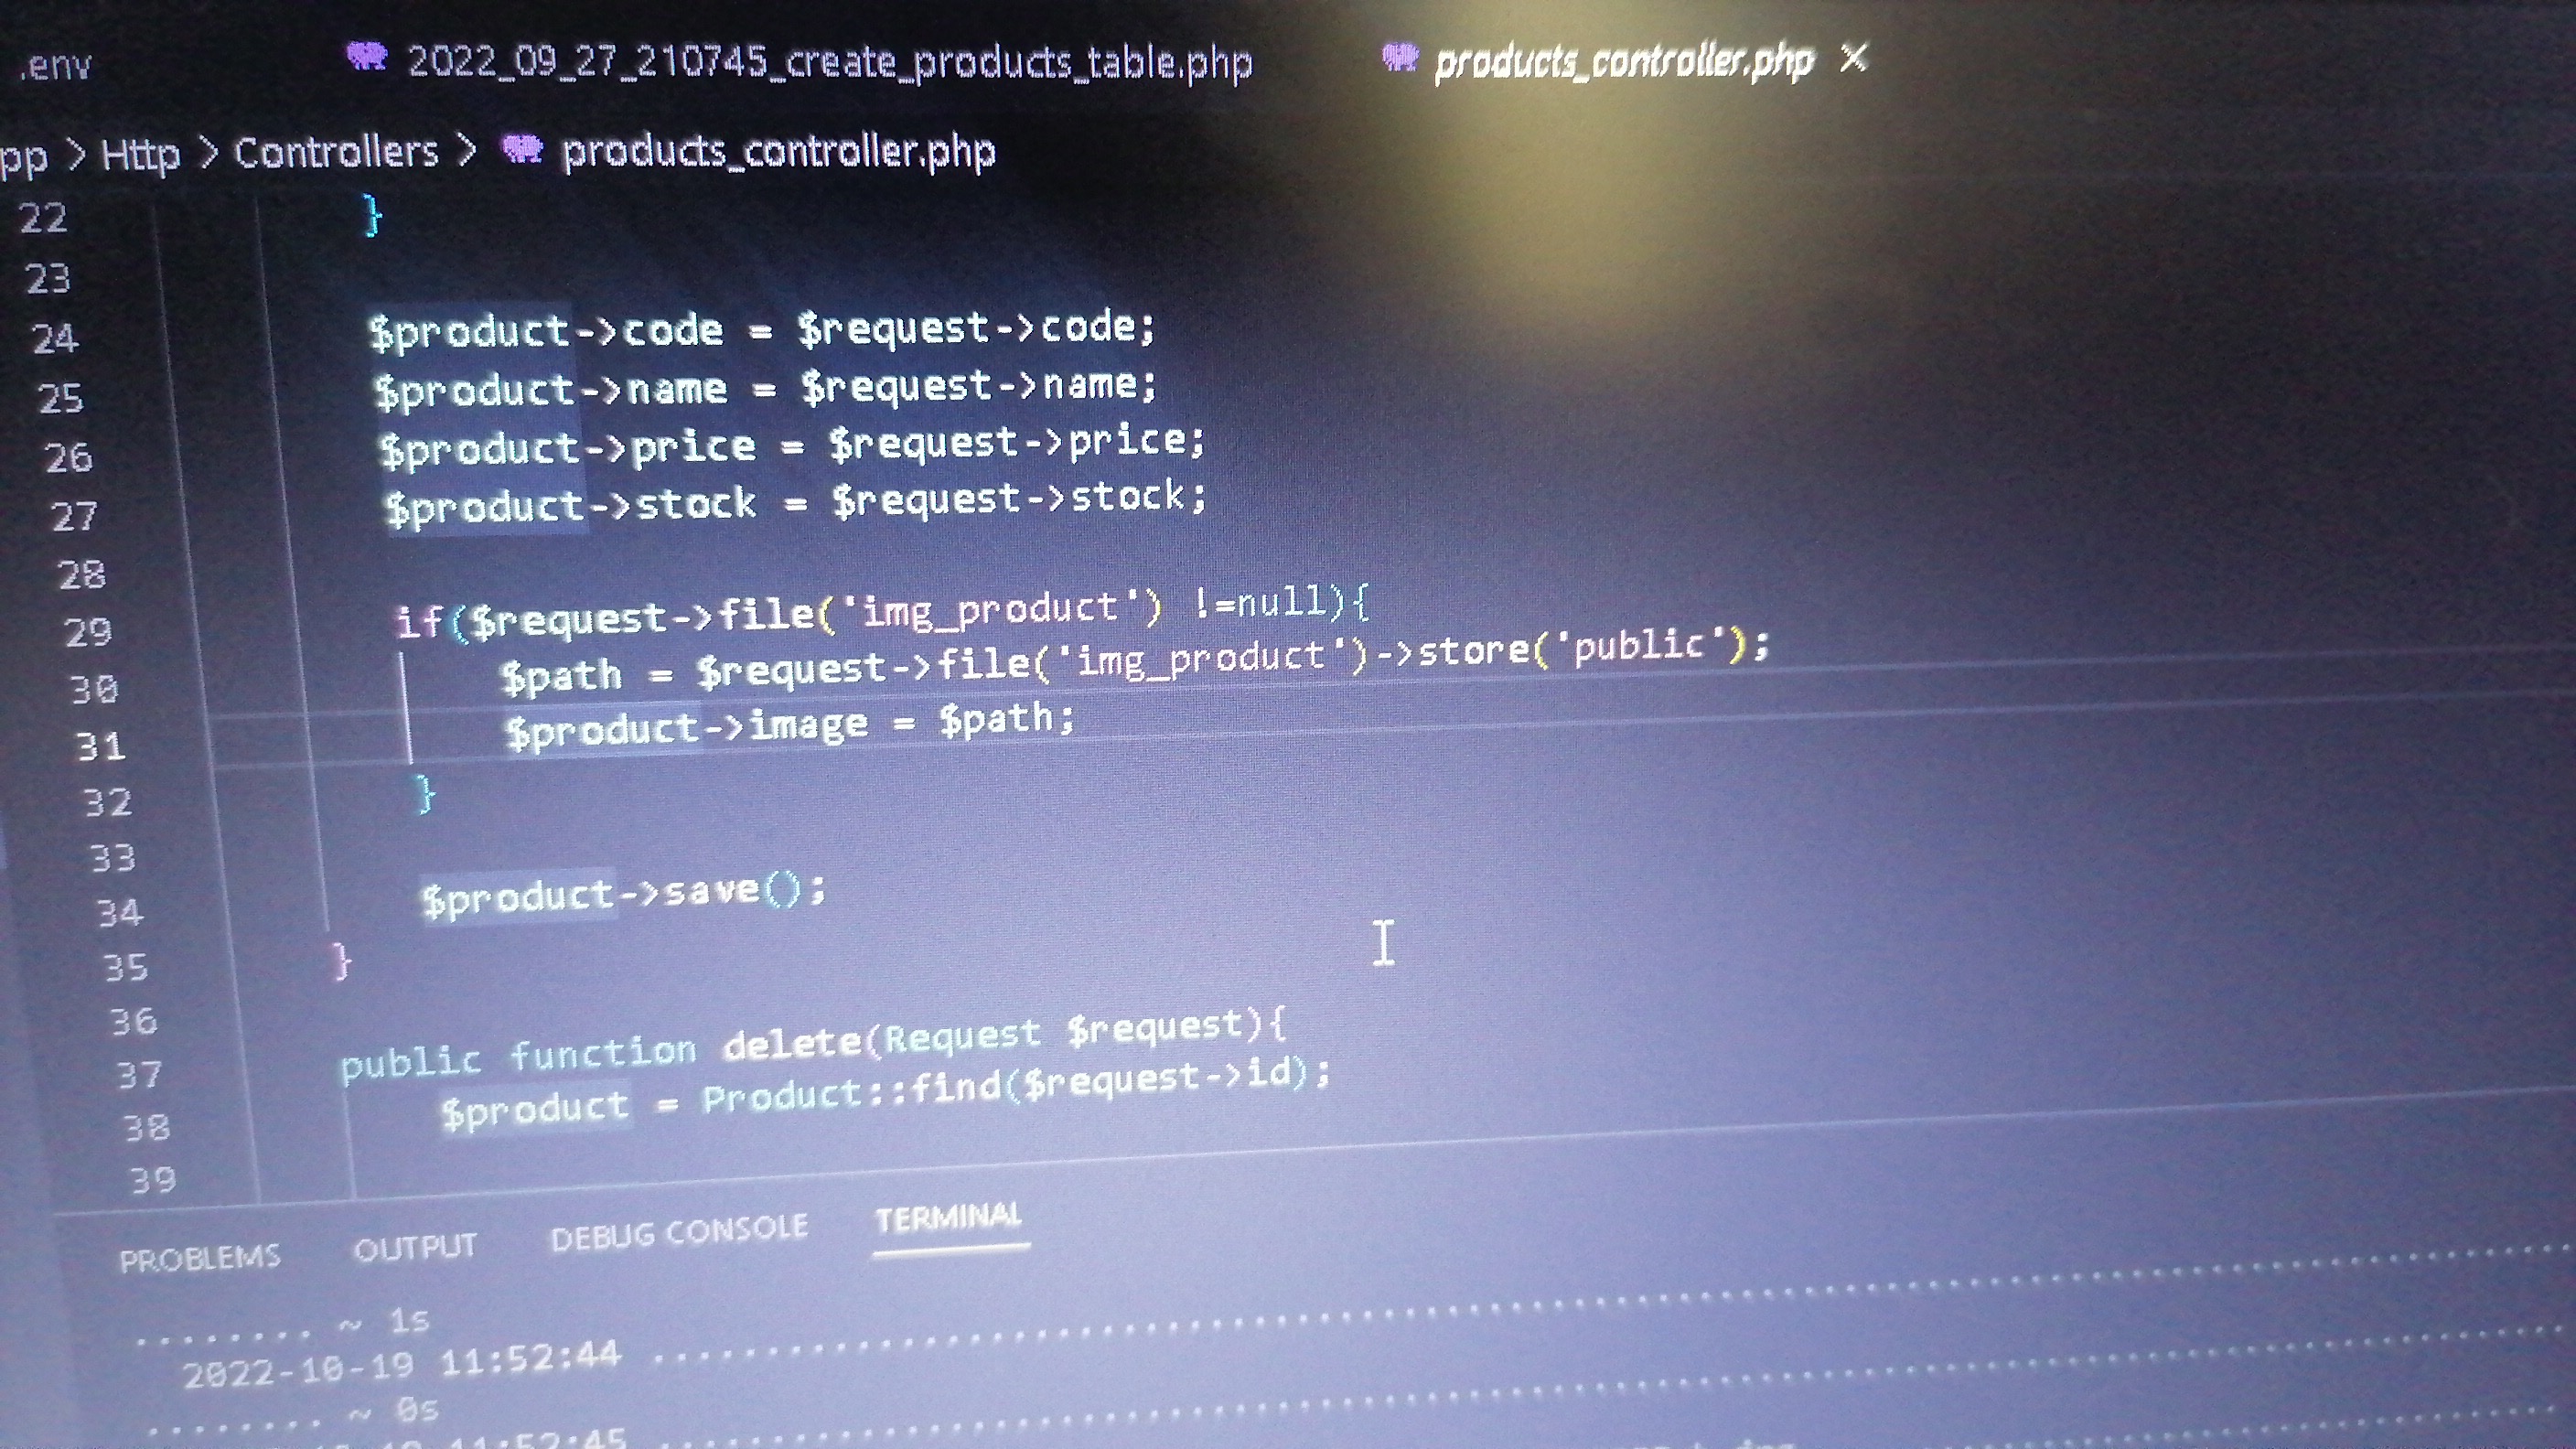 .env 2022_09_27_210745_create_products_table.php products_controller.php ×
pp > Http > Controllers > products_controller.php
22 }
23
24 $product->code = $request->code;
25 $product->name = $request->name;
26 $product->price = $request->price;
27 $product->stock = $request->stock;
28
29 if($request->file('img_product') !=null){
30 $path = $request->file('img_product')->store('public');
31 $product->image = $path;
32 }
33
34 $product->save();
35 }
36
37 public function delete(Request $request){
38 $product = Product::find($request->id);
39
PROBLEMS OUTPUT DEBUG CONSOLE TERMINAL
........ ~ 1s
2022-10-19 11:52:44 ........................................
........ ~ 0s
11:52:45 ........................................